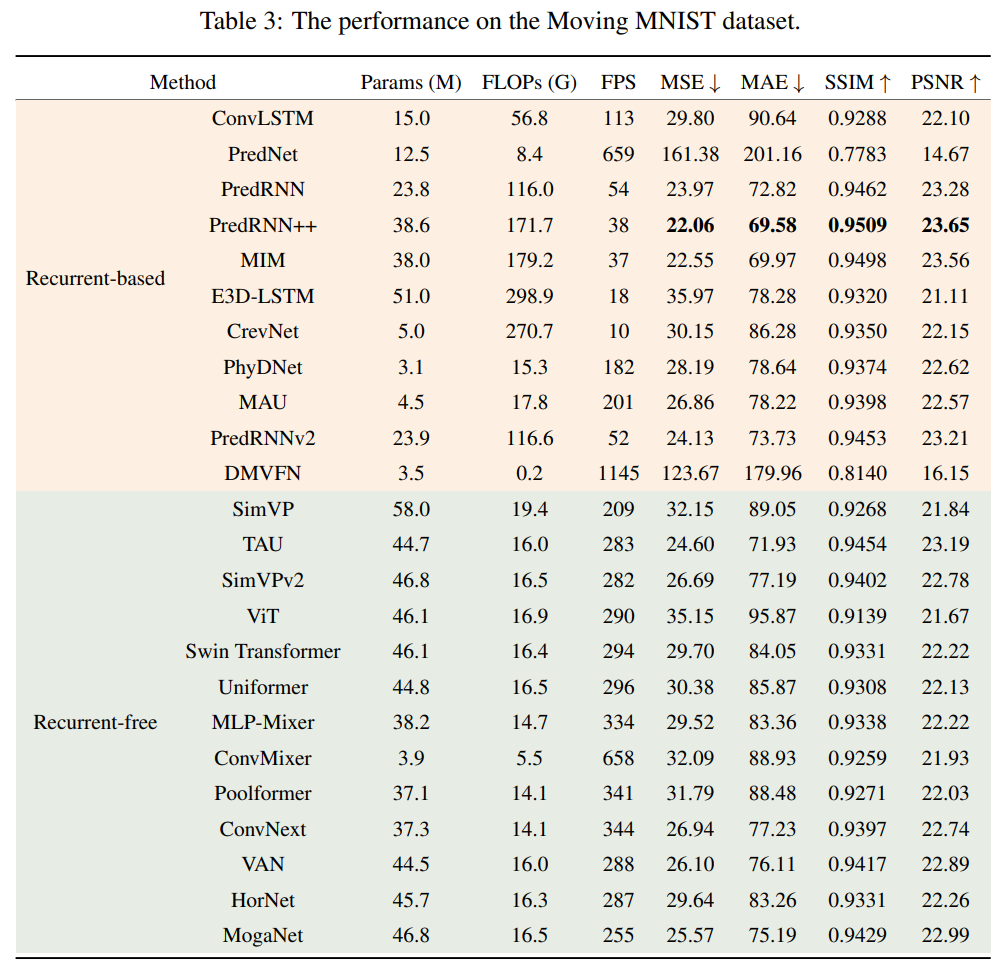 Table 3: The performance on the Moving MNIST dataset.
Method Params (M) FLOPs (G) FPS MSE ↓ MAE ↓ SSIM ↑ PSNR ↑
ConvLSTM 15.0 56.8 113 29.80 90.64 0.9288 22.10
PredNet 12.5 8.4 659 161.38 201.16 0.7783 14.67
PredRNN 23.8 116.0 54 23.97 72.82 0.9462 23.28
PredRNN++ 38.6 171.7 38 22.06 69.58 0.9509 23.65
MIM 38.0 179.2 37 22.55 69.97 0.9498 23.56
Recurrent-based
E3D-LSTM 51.0 298.9 18 35.97 78.28 0.9320 21.11
CrevNet 5.0 270.7 10 30.15 86.28 0.9350 22.15
PhyDNet 3.1 15.3 182 28.19 78.64 0.9374 22.62
MAU 4.5 17.8 201 26.86 78.22 0.9398 22.57
PredRNNv2 23.9 116.6 52 24.13 73.73 0.9453 23.21
DMVFN 3.5 0.2 1145 123.67 179.96 0.8140 16.15
SimVP 58.0 19.4 209 32.15 89.05 0.9268 21.84
TAU 44.7 16.0 283 24.60 71.93 0.9454 23.19
SimVPv2 46.8 16.5 282 26.69 77.19 0.9402 22.78
ViT 46.1 16.9 290 35.15 95.87 0.9139 21.67
Swin Transformer 46.1 16.4 294 29.70 84.05 0.9331 22.22
Uniformer 44.8 16.5 296 30.38 85.87 0.9308 22.13
Recurrent-free MLP-Mixer 38.2 14.7 334 29.52 83.36 0.9338 22.22
ConvMixer 3.9 5.5 658 32.09 88.93 0.9259 21.93
Poolformer 37.1 14.1 341 31.79 88.48 0.9271 22.03
ConvNext 37.3 14.1 344 26.94 77.23 0.9397 22.74
VAN 44.5 16.0 288 26.10 76.11 0.9417 22.89
HorNet 45.7 16.3 287 29.64 83.26 0.9331 22.26
MogaNet 46.8 16.5 255 25.57 75.19 0.9429 22.99